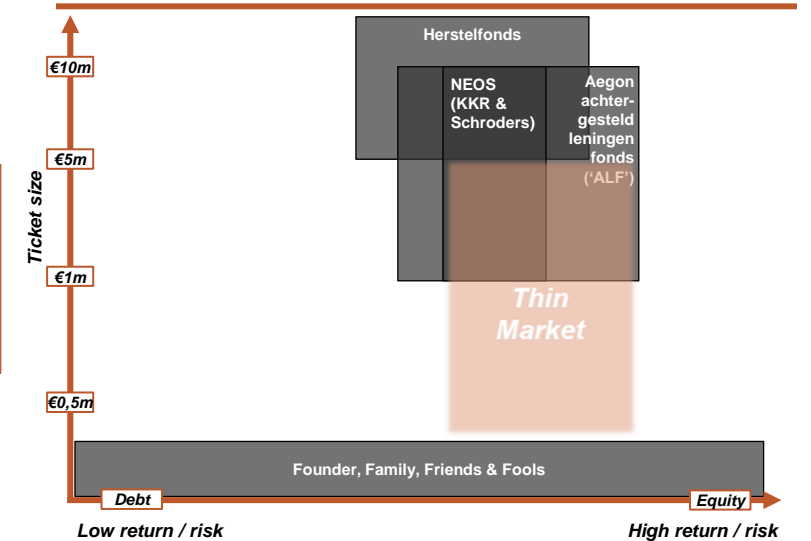 Herstelfonds
€10m
NEOS
(KKR &
Schroders)
Aegon
achter-
gesteld
leningen
fonds
(‘ALF’)
€5m
Ticket size
€1m
Thin
Market
€0,5m
Founder, Family, Friends & Fools
Debt
Equity
Low return / risk
High return / risk